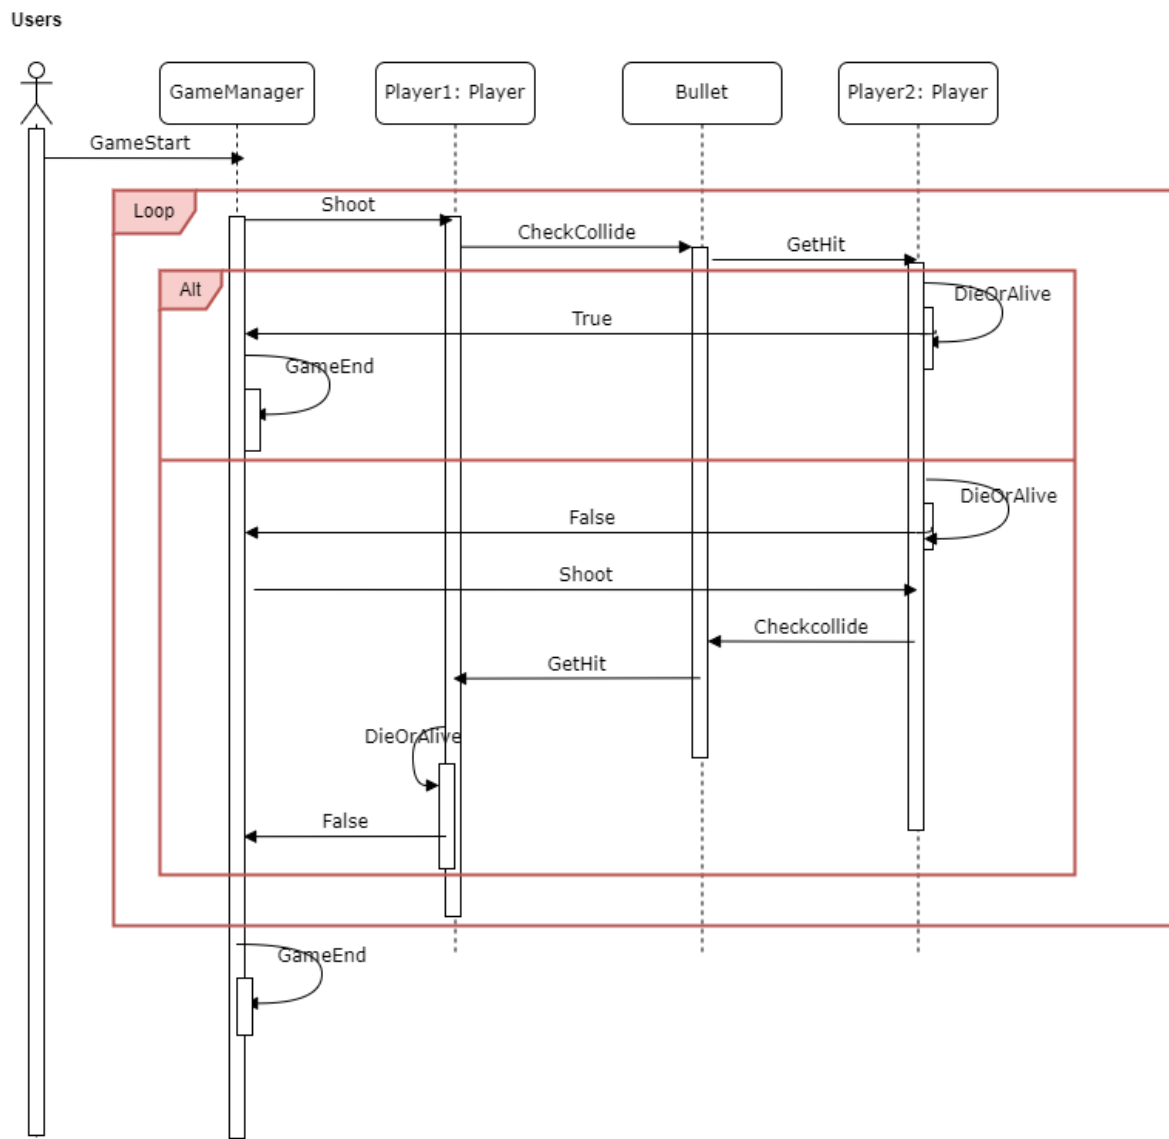 Users
GameManager
Player1: Player
Bullet
Player2: Player
GameStart
Loop
Shoot
CheckCollide
GetHit
Alt
DieOrAlive
True
GameEnd
DieOrAlive
False
Shoot
Checkcollide
GetHit
DieOrAlive
False
GameEnd